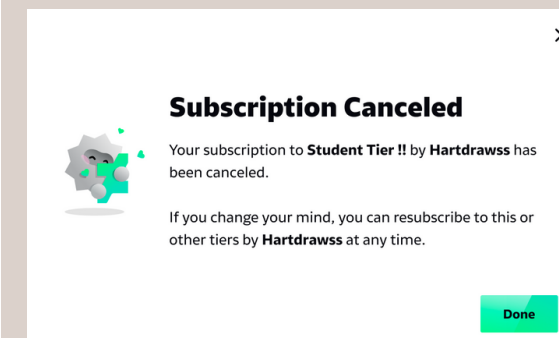 Subscription Canceled
Your subscription to Student Tier !! by Hartdrawss has
been canceled.
If you change your mind, you can resubscribe to this or
other tiers by Hartdrawss at any time.
Done